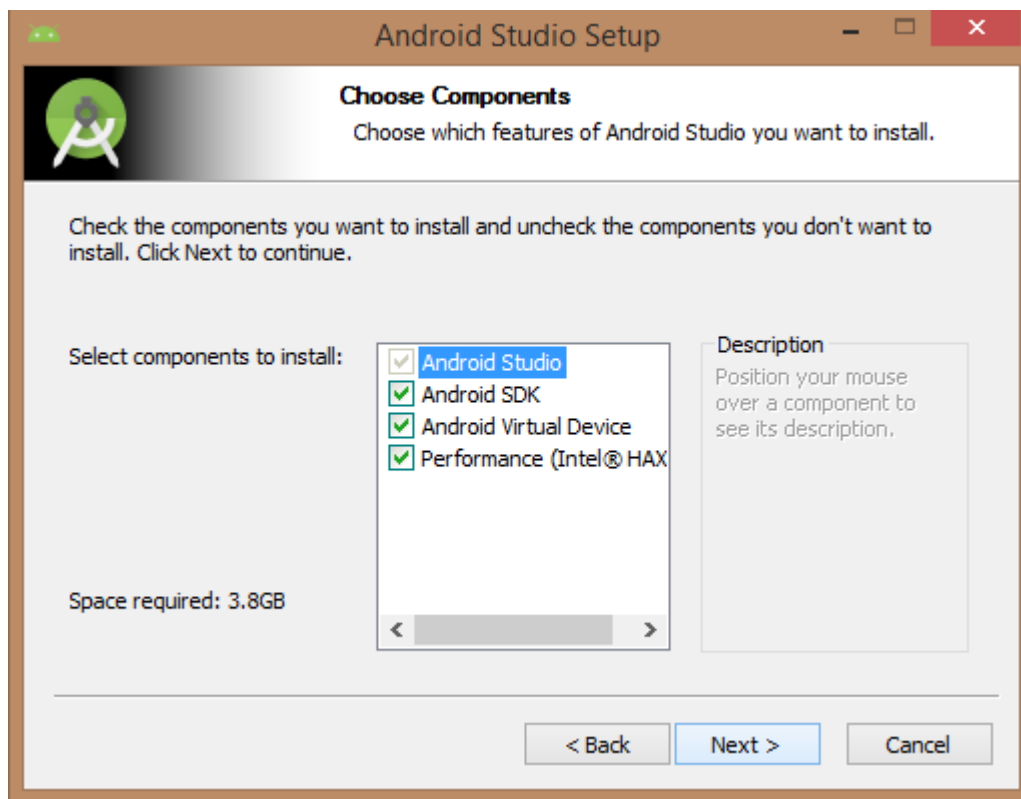 Android Studio Setup
Choose Components
Choose which features of Android Studio you want to install.
Check the components you want to install and uncheck the components you don't want to
install. Click Next to continue.
Select components to install:
Android Studio
Android SDK
Android Virtual Device
Performance (Intel® HAX
Description
Position your mouse
over a component to
see its description.
Space required: 3.8GB
< Back
Next >
Cancel